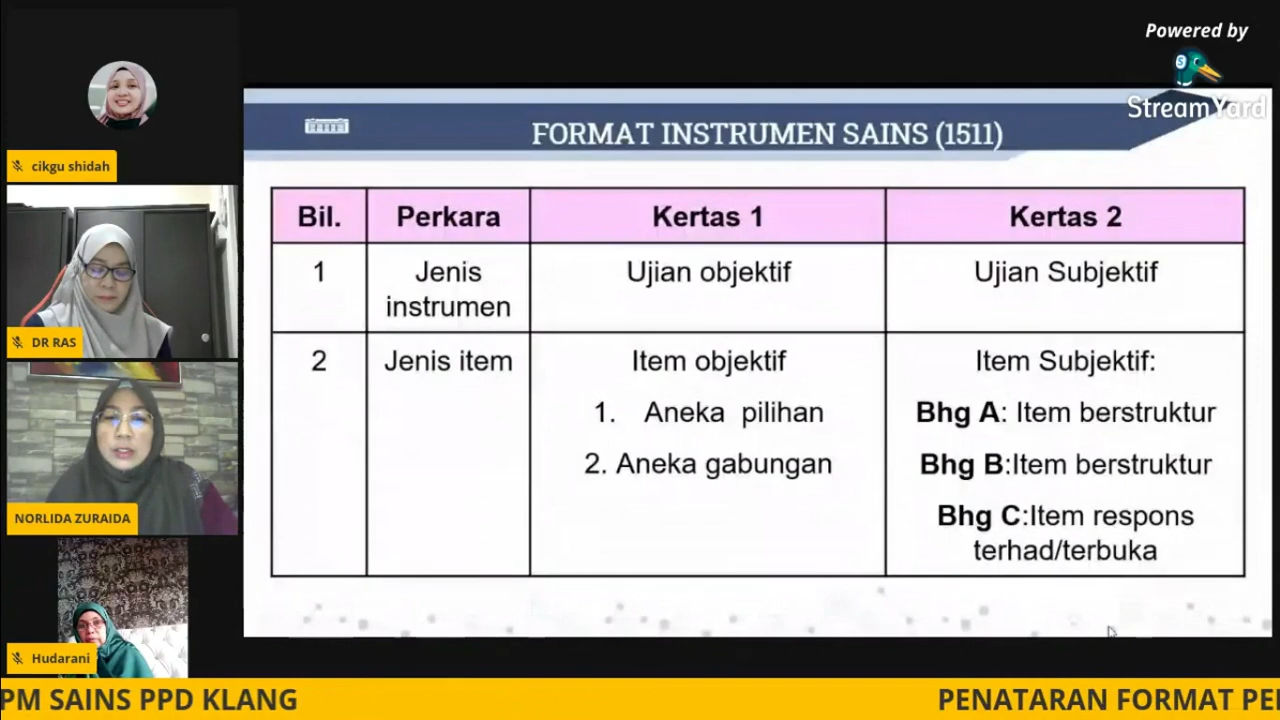 Powered by
StreamYard
cikgu shidah
DR RAS
NORLIDA ZURAIDA
Hudarani
FORMAT INSTRUMEN SAINS (1511)
Bil. Perkara Kertas 1 Kertas 2
1 Jenis instrumen Ujian objektif Ujian Subjektif
2 Jenis item Item objektif Item Subjektif:
1. Aneka pilihan Bhg A: Item berstruktur
2. Aneka gabungan Bhg B:Item berstruktur
Bhg C:Item respons
terhad/terbuka
PM SAINS PPD KLANG PENATARAN FORMAT PE